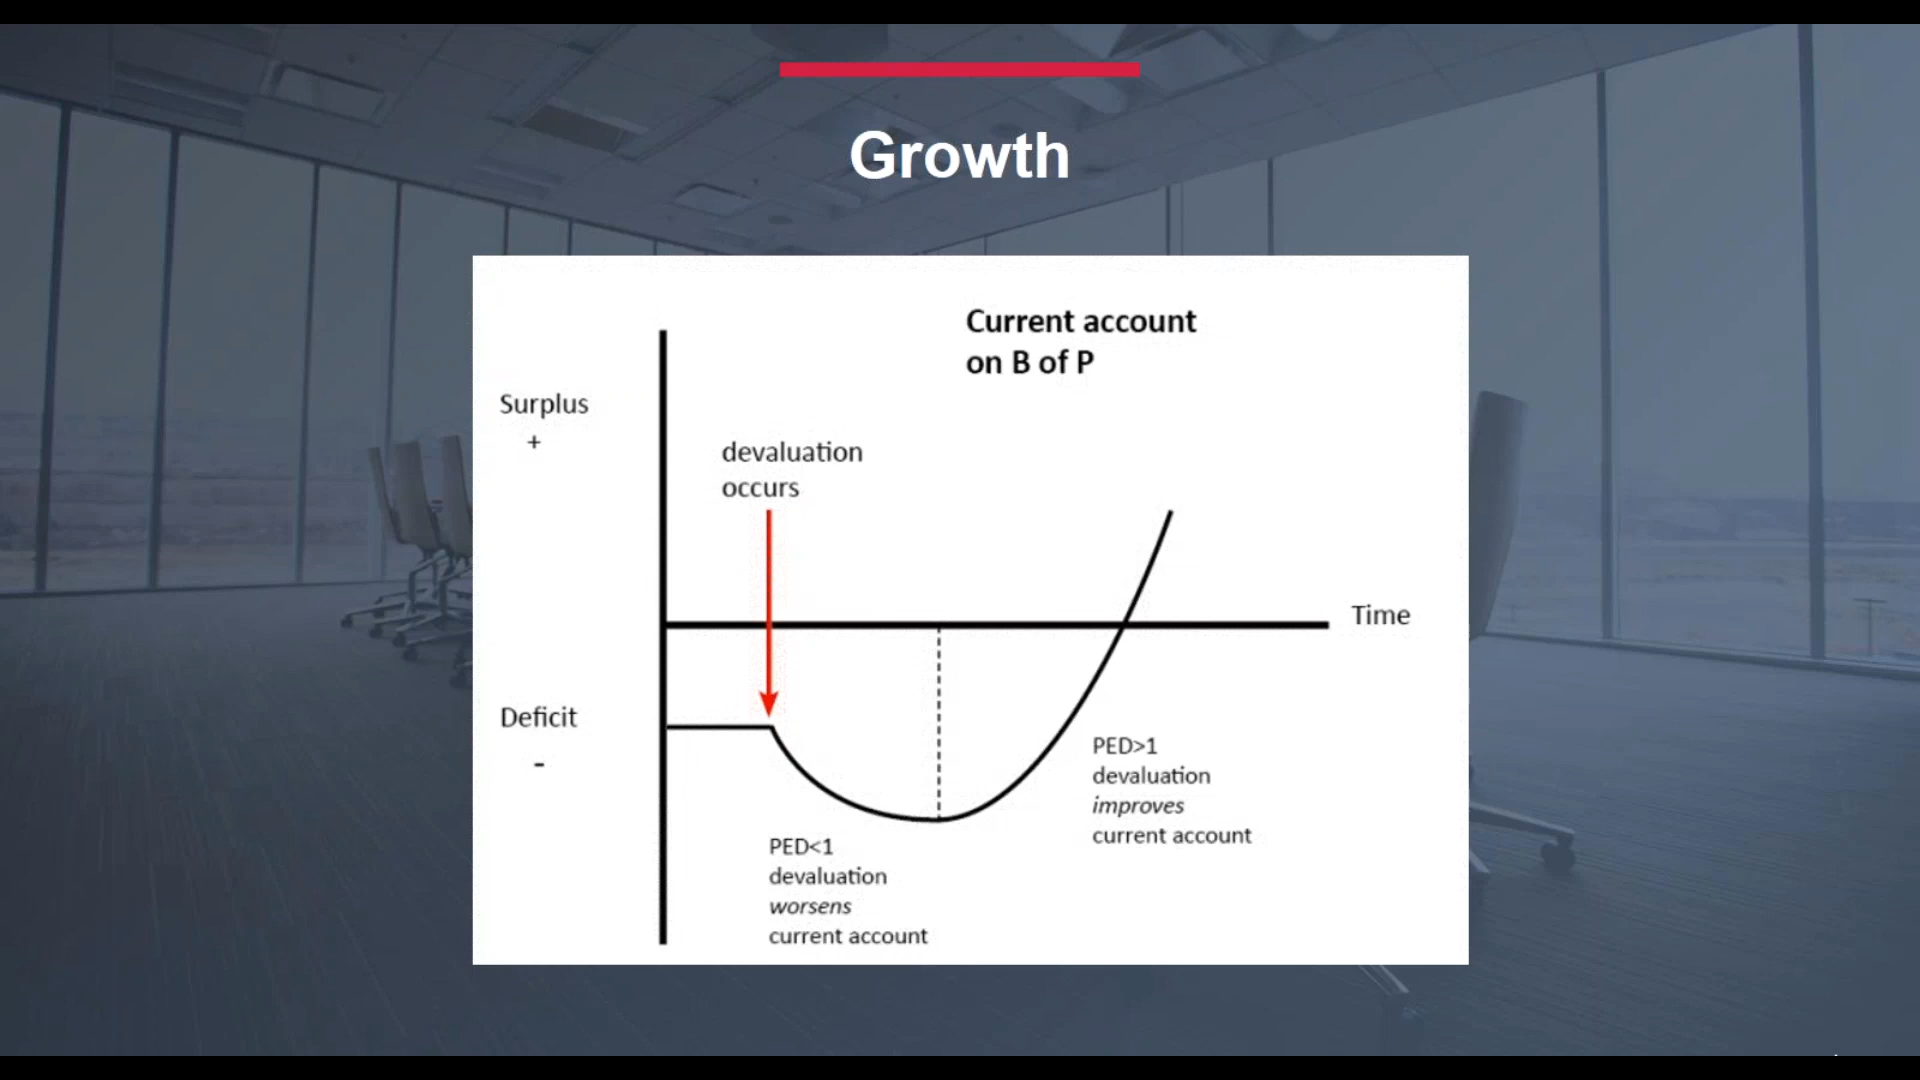 Growth
Current account
on B of P
Surplus
+
devaluation
occurs
Time
Deficit
-
PED>1
devaluation
improves
current account
PED<1
devaluation
worsens
current account